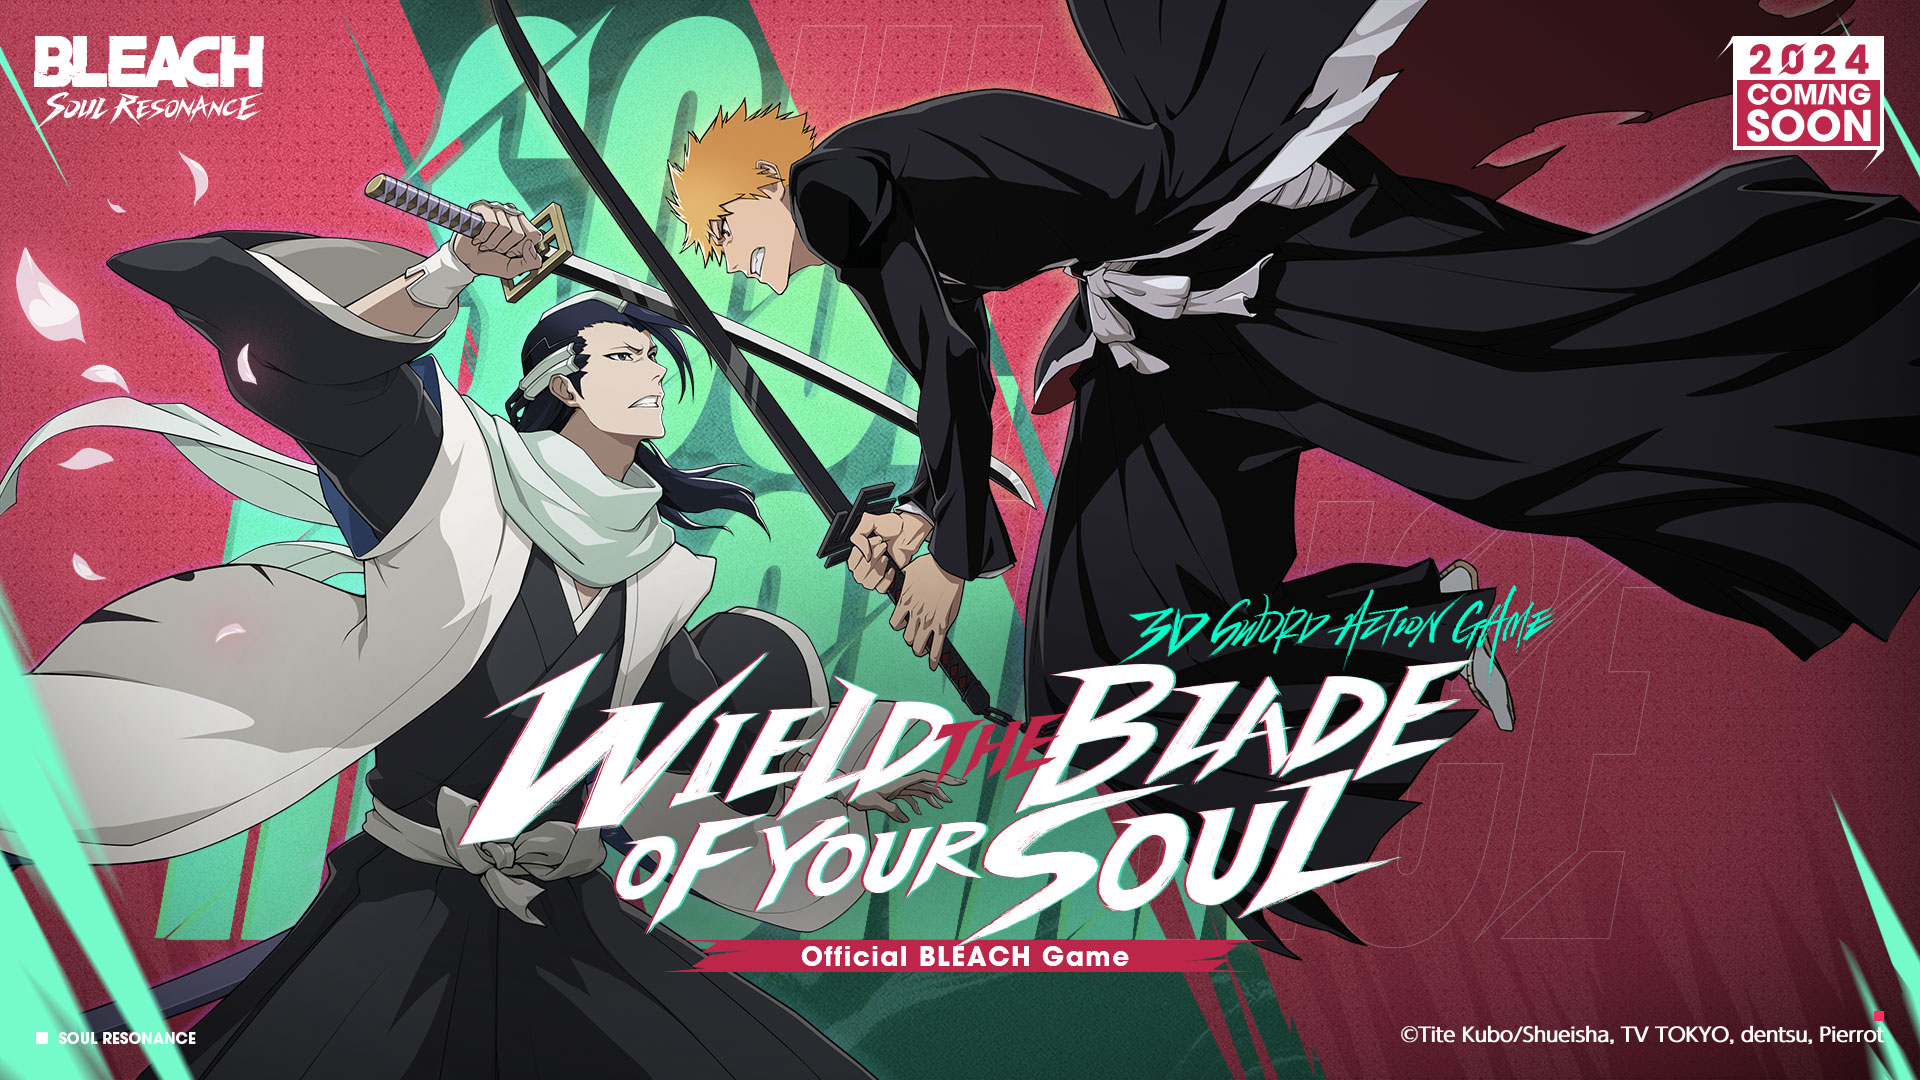 BLEACH
SOUL RESONANCE
2024
COMING
SOON
3D SWORD ACTION GAME
WIELD THE BLADE
OF YOUR SOUL
Official BLEACH Game
SOUL RESONANCE
©Tite Kubo/Shueisha, TV TOKYO, dentsu, Pierrot